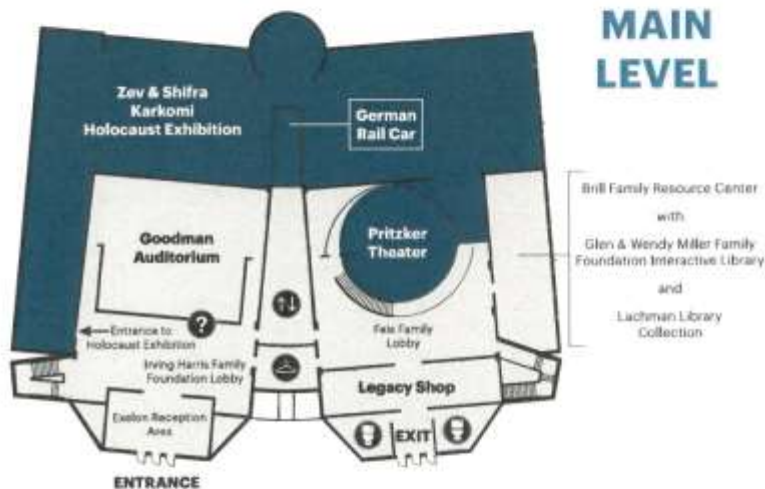 MAIN
LEVEL
Zev & Shifra
Karkomi
Holocaust Exhibition
German
Rail Car
Goodman
Auditorium
Pritzker
Theater
Brill Family Resource Center
with
Glen & Wendy Miller Family
Foundation Interactive Library
and
Lachman Library
Collection
?
Entrance to
Holocaust Exhibition
Feie Family
Lobby
Irving Harris Family
Foundation Lobby
Legacy Shop
Exelon Reception
Area
EXIT
ENTRANCE